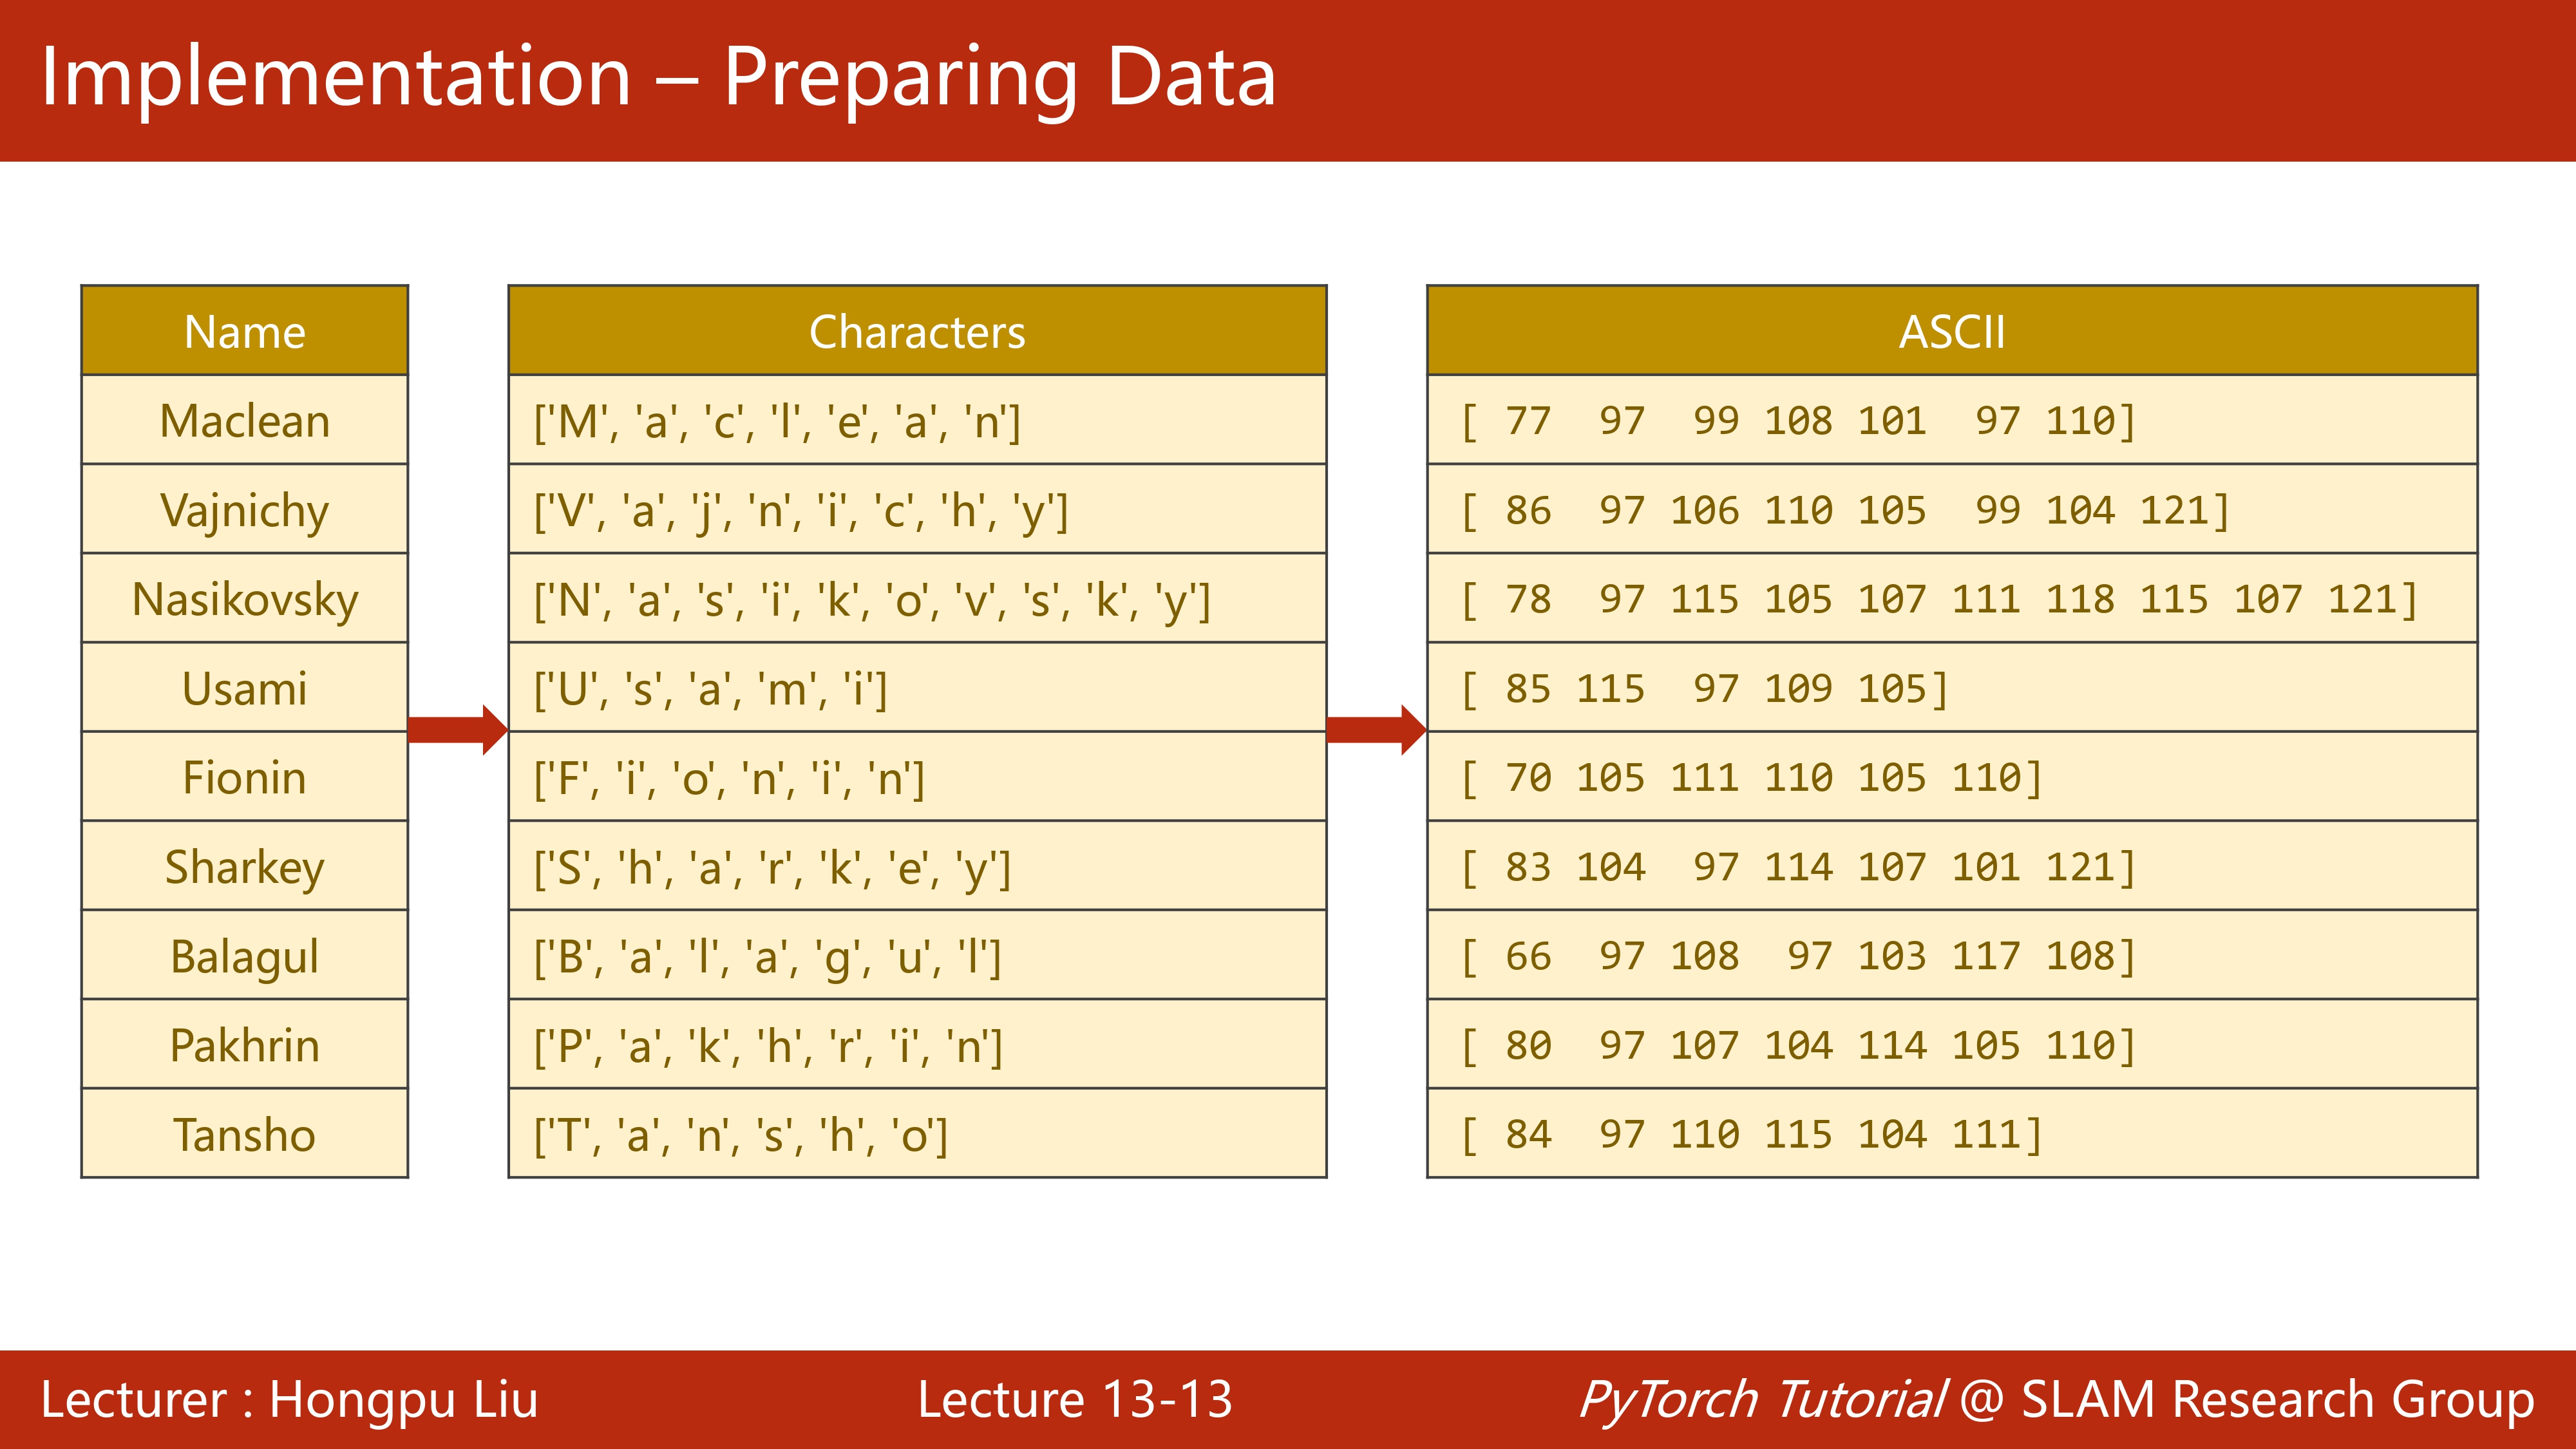 Implementation – Preparing Data
Name Characters ASCII
Maclean ['M', 'a', 'c', 'l', 'e', 'a', 'n'] [ 77  97  99 108 101  97 110]
Vajnichy ['V', 'a', 'j', 'n', 'i', 'c', 'h', 'y'] [ 86  97 106 110 105  99 104 121]
Nasikovsky ['N', 'a', 's', 'i', 'k', 'o', 'v', 's', 'k', 'y'] [ 78  97 115 105 107 111 118 115 107 121]
Usami ['U', 's', 'a', 'm', 'i'] [ 85 115  97 109 105]
Fionin ['F', 'i', 'o', 'n', 'i', 'n'] [ 70 105 111 110 105 110]
Sharkey ['S', 'h', 'a', 'r', 'k', 'e', 'y'] [ 83 104  97 114 107 101 121]
Balagul ['B', 'a', 'l', 'a', 'g', 'u', 'l'] [ 66  97 108  97 103 117 108]
Pakhrin ['P', 'a', 'k', 'h', 'r', 'i', 'n'] [ 80  97 107 104 114 105 110]
Tansho ['T', 'a', 'n', 's', 'h', 'o'] [ 84  97 110 115 104 111]
Lecturer : Hongpu Liu Lecture 13-13 PyTorch Tutorial @ SLAM Research Group